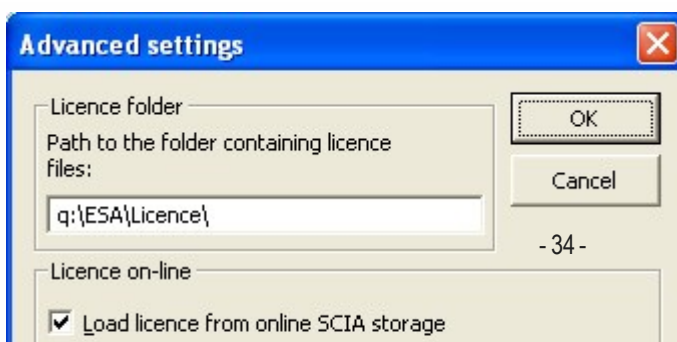 Advanced settings
Licence folder
Path to the folder containing licence
files:
q:\ESA\Licence\
OK
Cancel
- 34 -
Licence on-line
Load licence from online SCIA storage